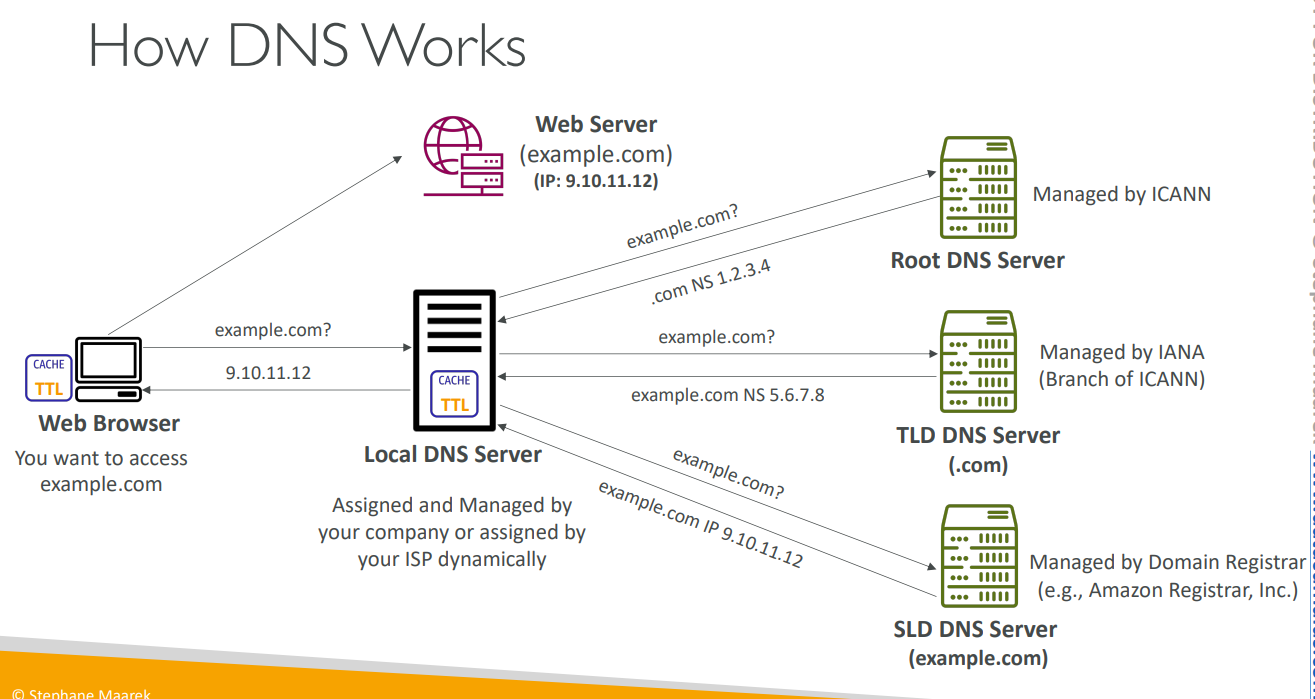 How DNS Works
Web Server
(example.com)
(IP: 9.10.11.12)
example.com?
.com NS 1.2.3.4
Managed by ICANN
Root DNS Server
example.com?
9.10.11.12
CACHE
TTL
Web Browser
You want to access
example.com
CACHE
TTL
Local DNS Server
Assigned and Managed by
your company or assigned by
your ISP dynamically
example.com?
example.com NS 5.6.7.8
Managed by IANA
(Branch of ICANN)
TLD DNS Server
(.com)
example.com?
example.com IP 9.10.11.12
Managed by Domain Registrar
(e.g., Amazon Registrar, Inc.)
SLD DNS Server
(example.com)
© Stephane Maarek